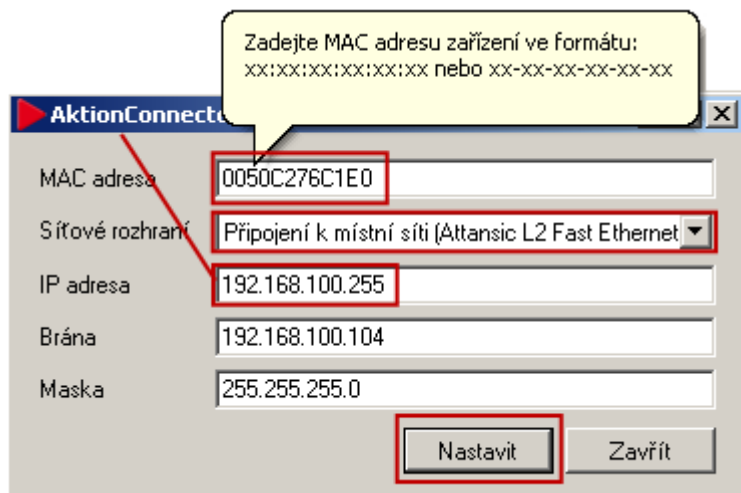 Zadejte MAC adresu zařízení ve formátu:
xx:xx:xx:xx:xx:xx nebo xx-xx-xx-xx-xx-xx
MAC adresa
0050C276C1E0
Síťové rozhraní
Připojení k místní síti (Attansic L2 Fast Ethernet
IP adresa
192.168.100.255
Brána
192.168.100.104
Maska
255.255.255.0
Nastavit
Zavřít